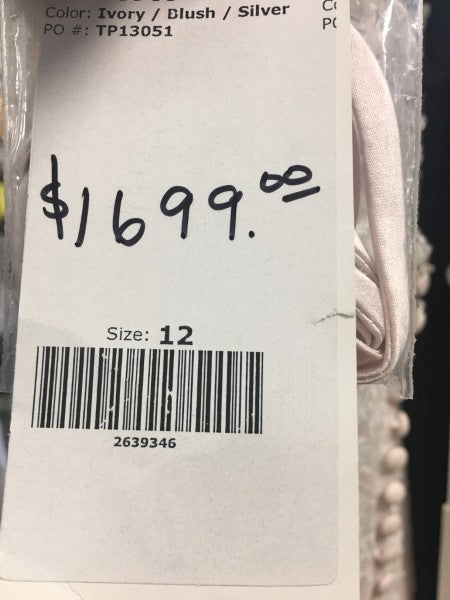 Color: Ivory / Blush / Silver
PO #: TP13051
$1699.00
Size: 12
2639346